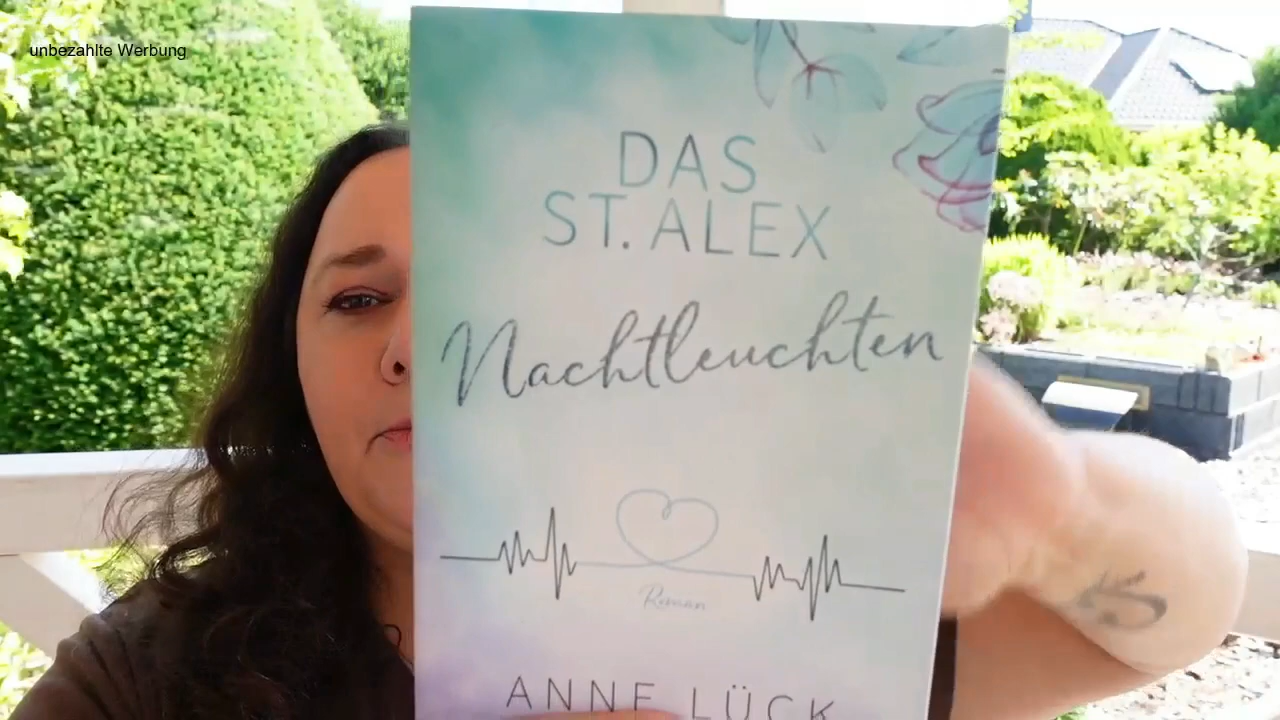 unbezahlte Werbung
DAS
ST. ALEX
Nachtleuchten
Roman
ANNE LÜCK